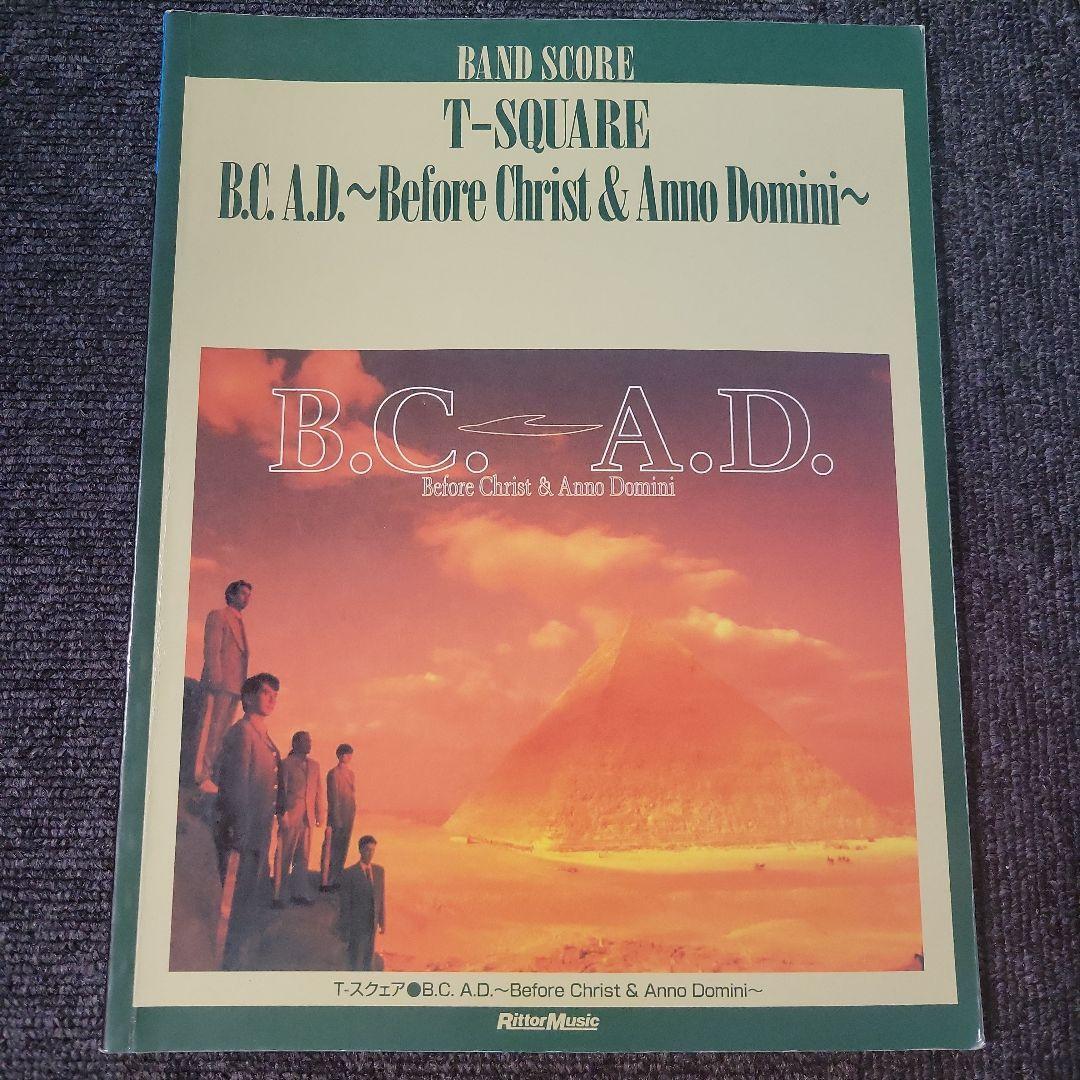 BAND SCORE
T-SQUARE
B.C. A.D.~Before Christ & Anno Domini~
B.C. A.D.
Before Christ & Anno Domini
T-スクェア●B.C. A.D.~Before Christ & Anno Domini~
RittorMusic